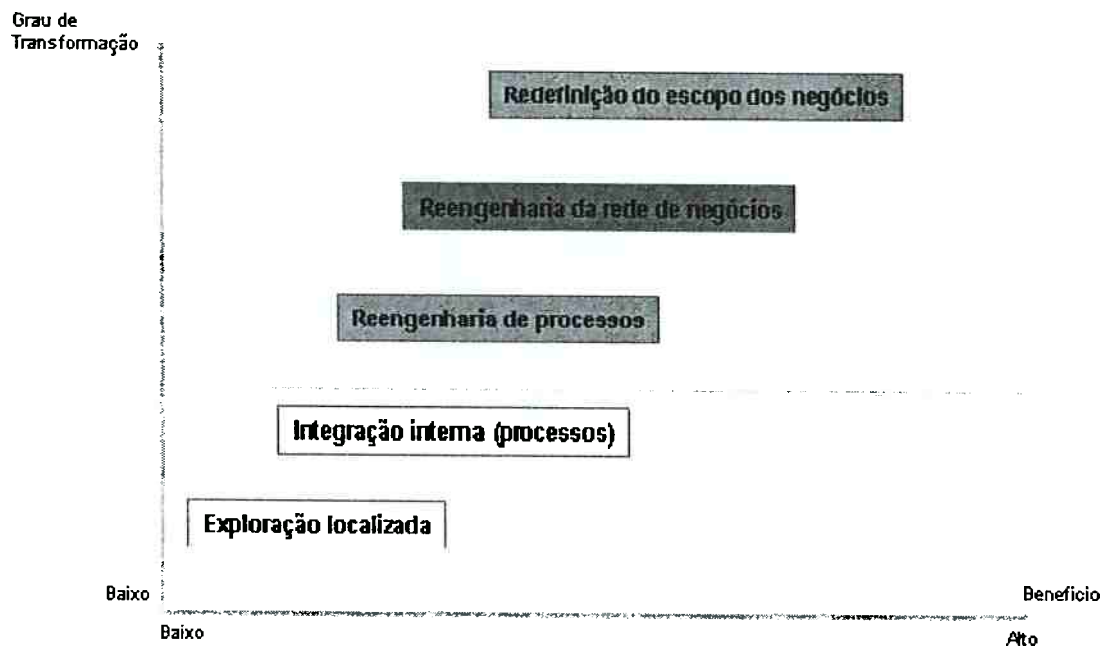 Grau de
Transformação
Redefinição do escopo dos negócios
Reengenharia da rede de negócios
Reengenharia de processos
Integração interna (processos)
Exploração localizada
Baixo
Beneficio
Baixo
Alto